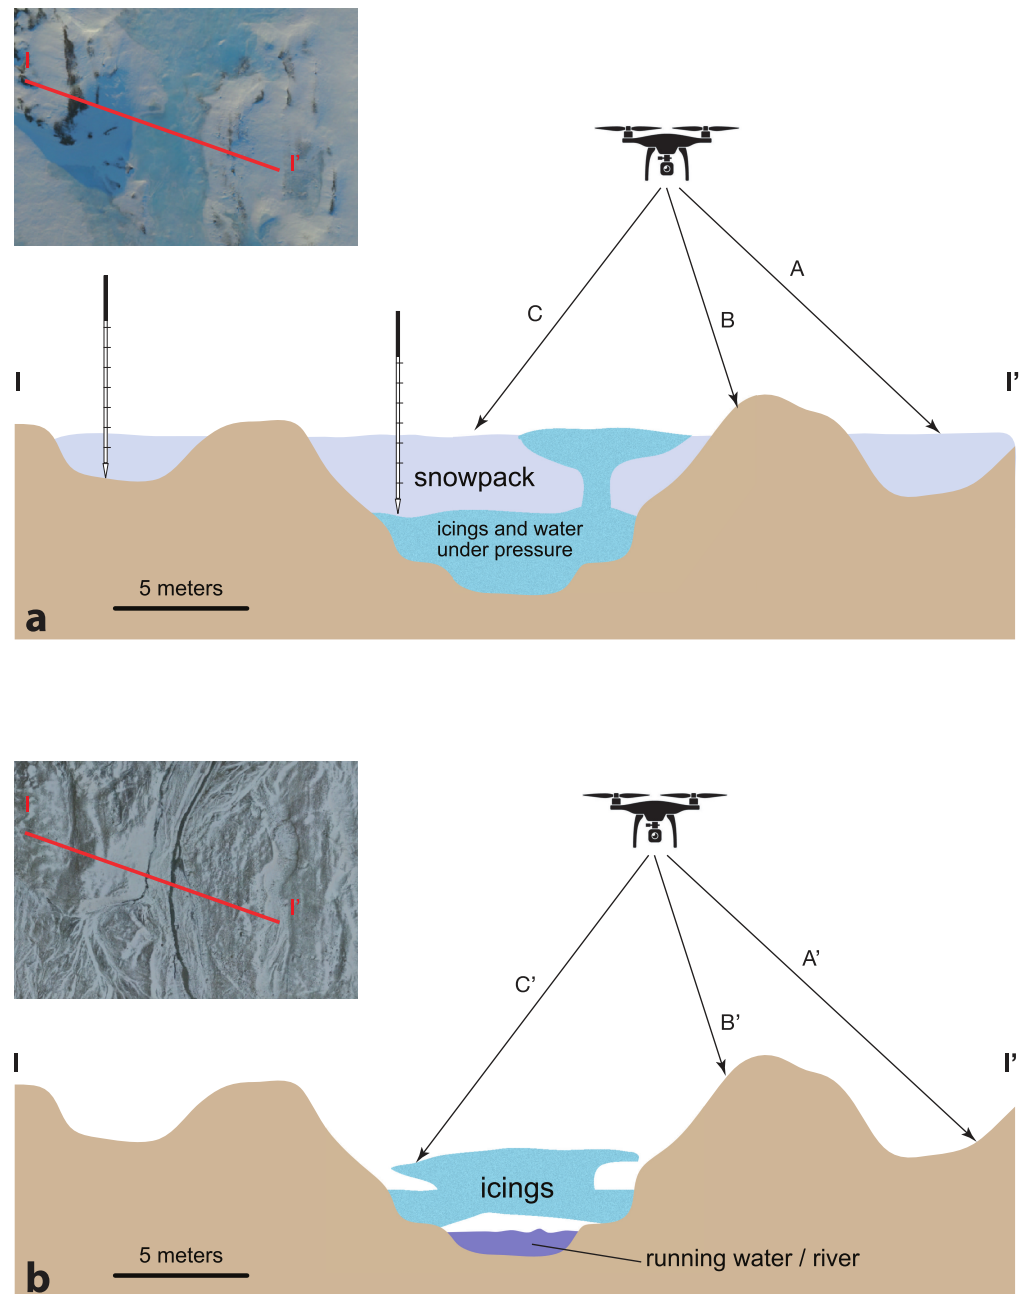 I
I’
A
B
C
I
I’
snowpack
icings and water
under pressure
5 meters
a
I
I’
A’
B’
C’
I
I’
icings
running water / river
5 meters
b